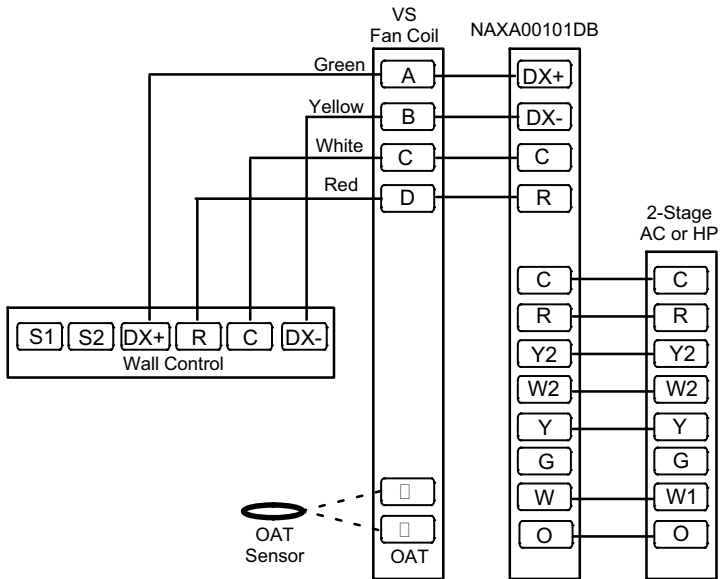 VS
Fan Coil
NAXA00101DB
Green
A
DX+
Yellow
B
DX-
White
C
C
Red
D
R
2-Stage
AC or HP
C
C
R
R
S1 S2 DX+ R C DX-
Wall Control
Y2
Y2
W2
W2
Y
Y
G
G
W
W1
O
O
OAT
Sensor
OAT